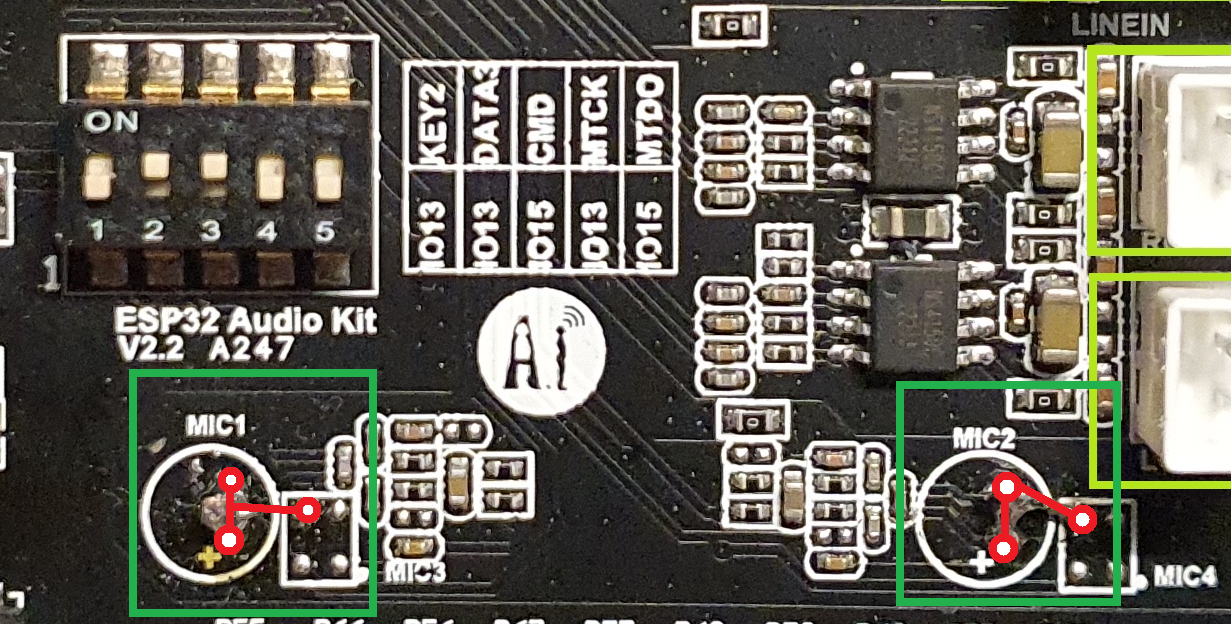 LINEIN
ON
1 2 3 4 5
1
KEY2 DATA3 CMD MTCK MTDO
IO13 IO13 IO15 IO13 IO15
ESP32 Audio Kit
V2.2 A247
Ai
MIC1
+
MIC3
MIC2
+
MIC4